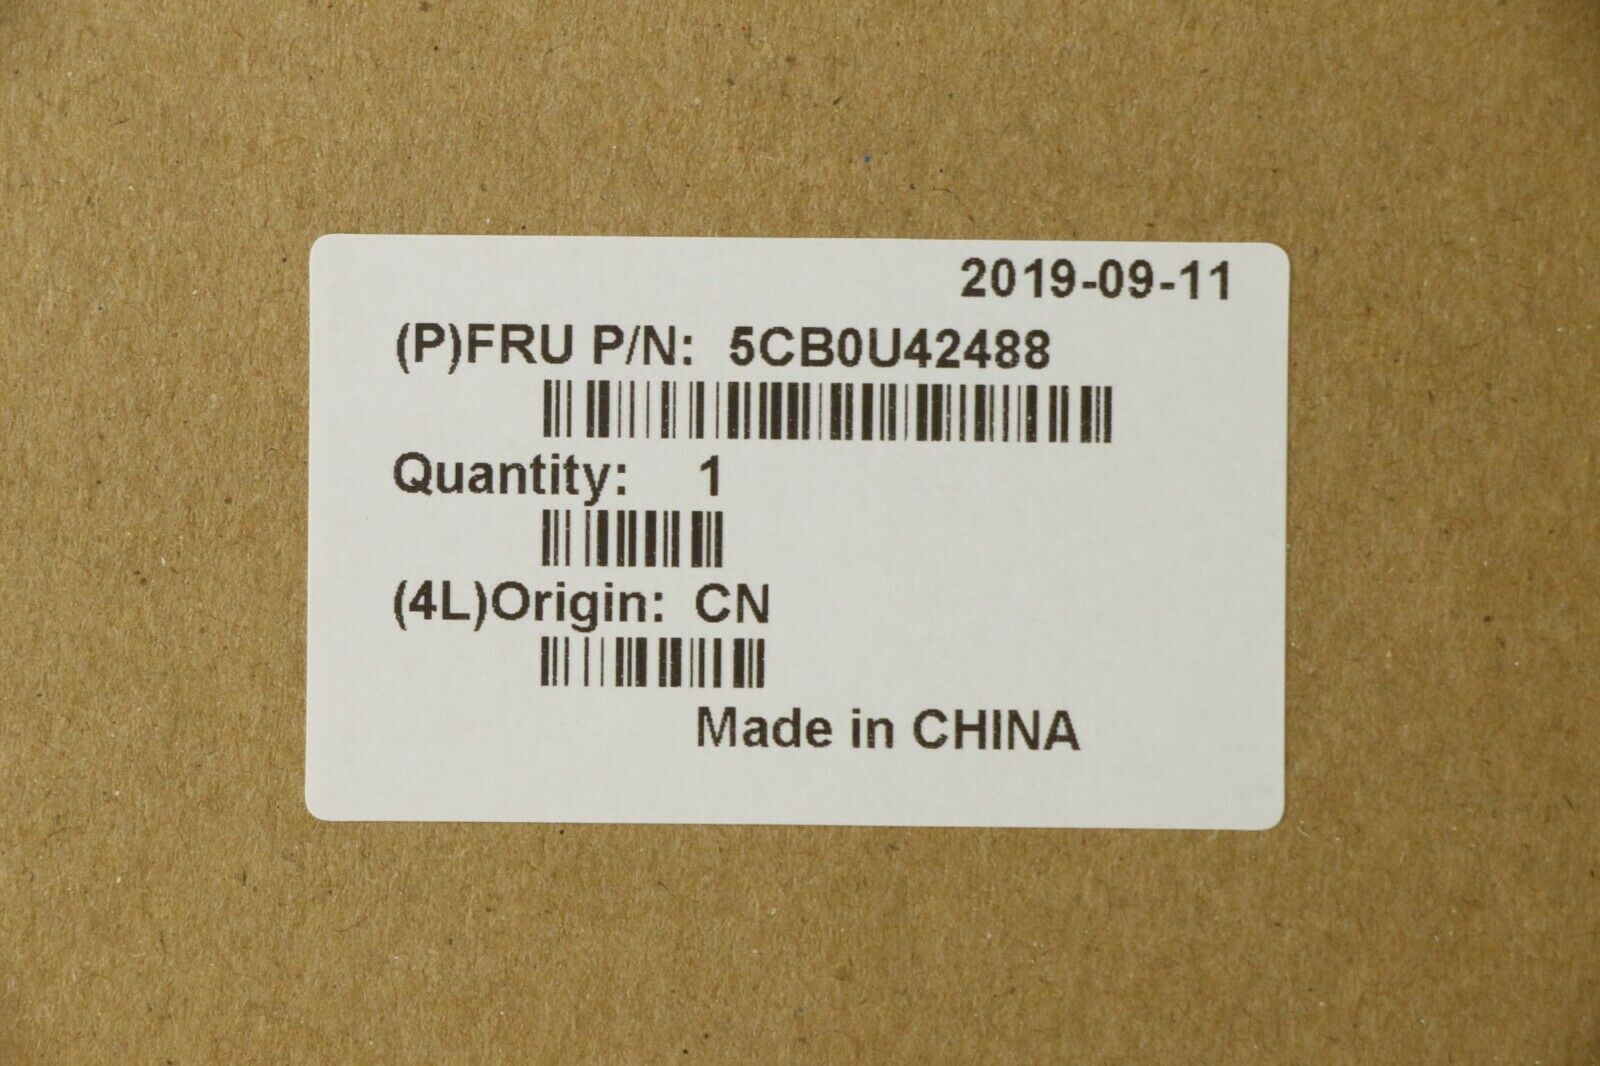 2019-09-11
(P)FRU P/N: 5CB0U42488
Quantity: 1
(4L)Origin: CN
Made in CHINA